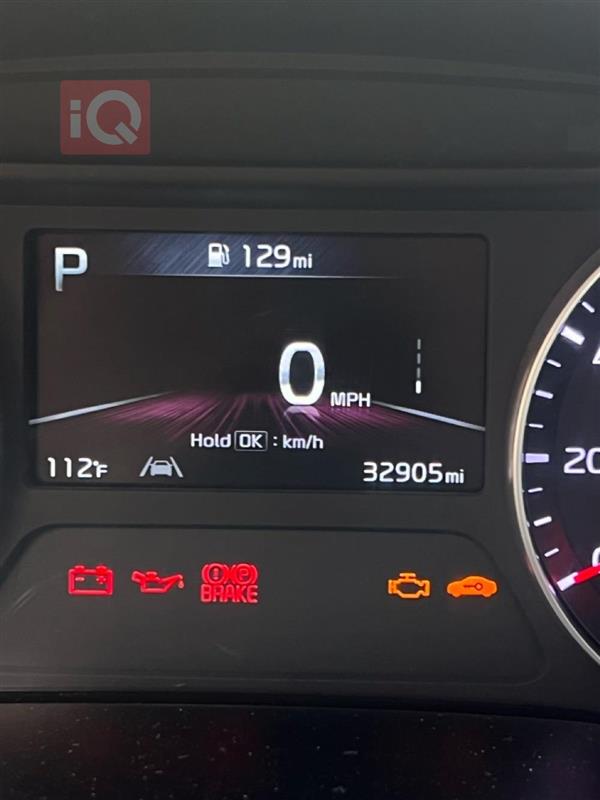 iQ
P
129mi
0 MPH
Hold OK : km/h
112°F
32905mi
20
BRAKE